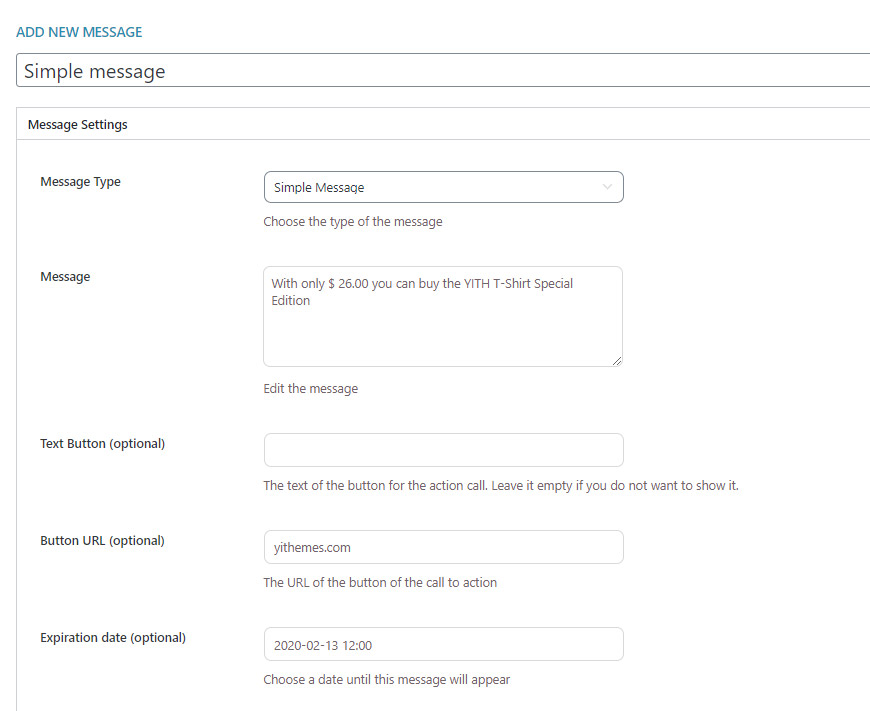 ADD NEW MESSAGE
Simple message
Message Settings
Message Type
Simple Message
Choose the type of the message
Message
With only $ 26.00 you can buy the YITH T-Shirt Special
Edition
Edit the message
Text Button (optional)
The text of the button for the action call. Leave it empty if you do not want to show it.
Button URL (optional)
yithemes.com
The URL of the button of the call to action
Expiration date (optional)
2020-02-13 12:00
Choose a date until this message will appear